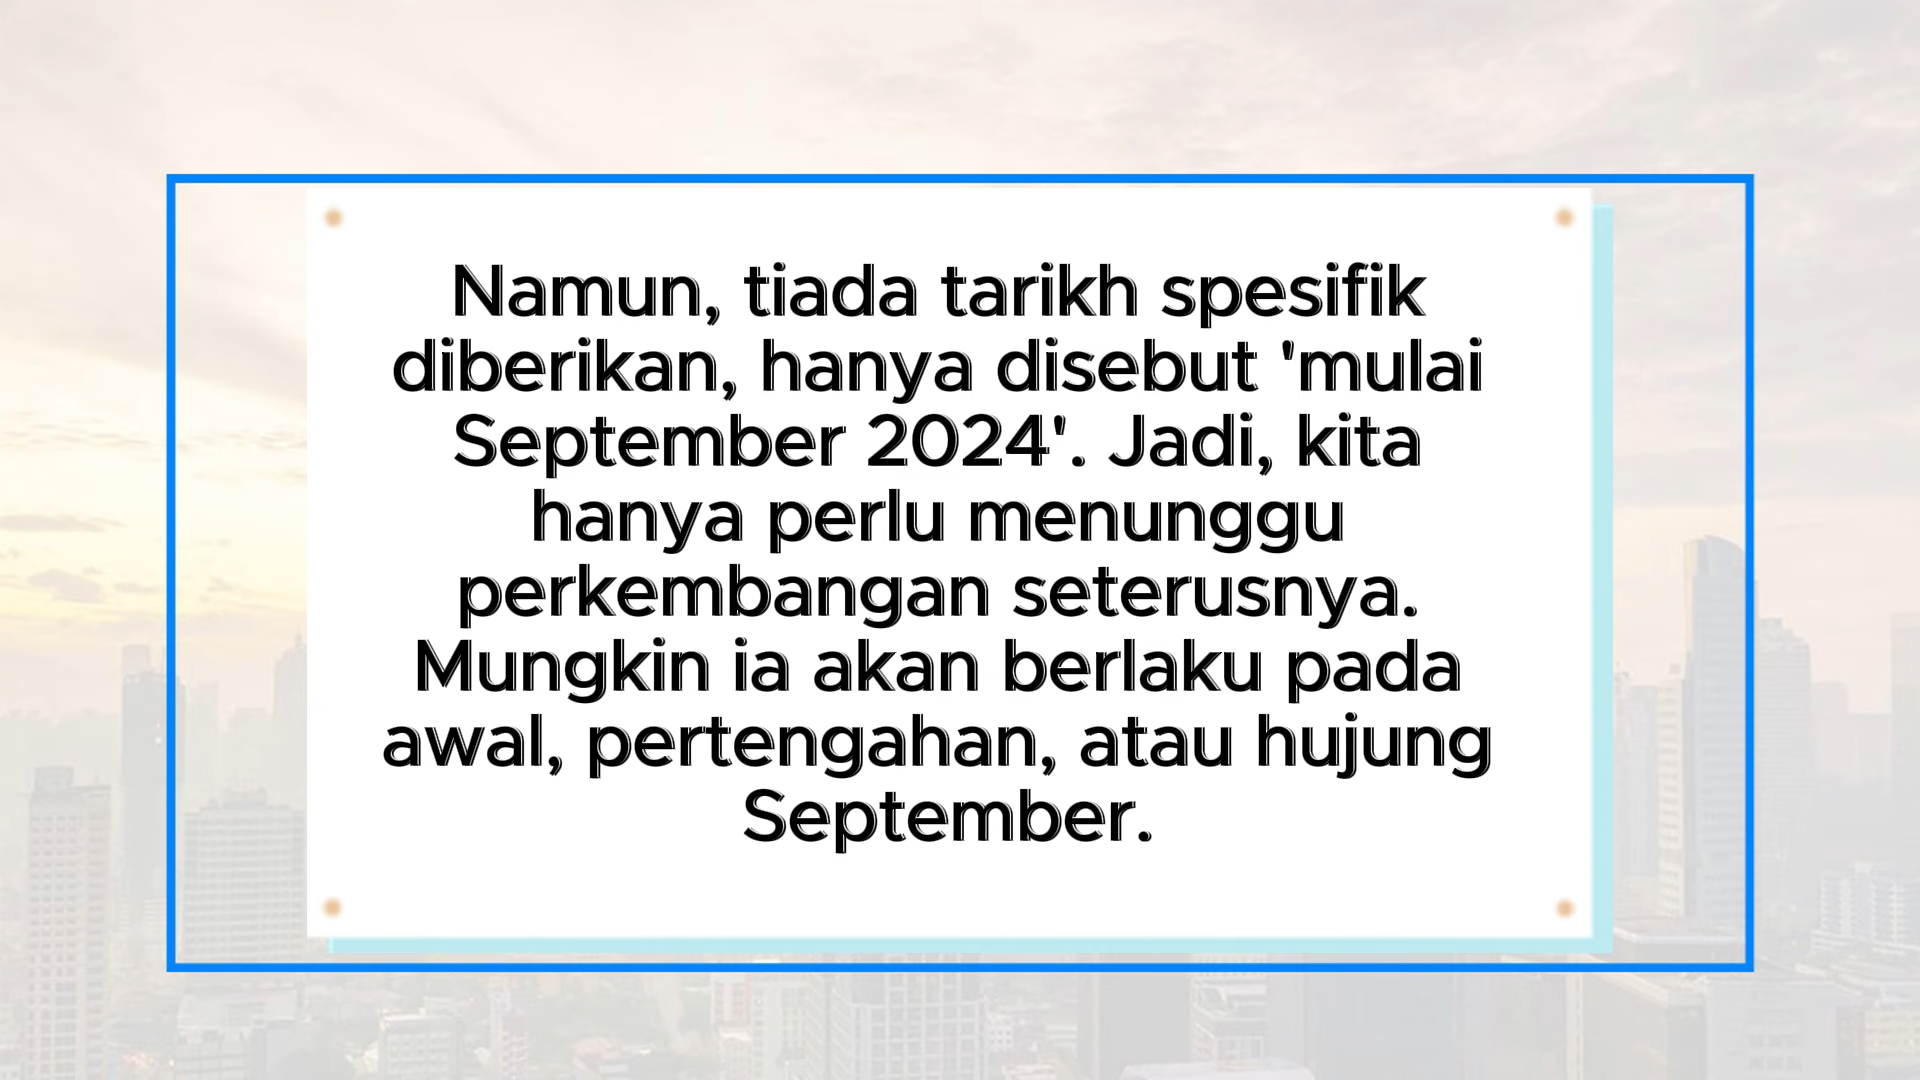 Namun, tiada tarikh spesifik
diberikan, hanya disebut 'mulai
September 2024'. Jadi, kita
hanya perlu menunggu
perkembangan seterusnya.
Mungkin ia akan berlaku pada
awal, pertengahan, atau hujung
September.